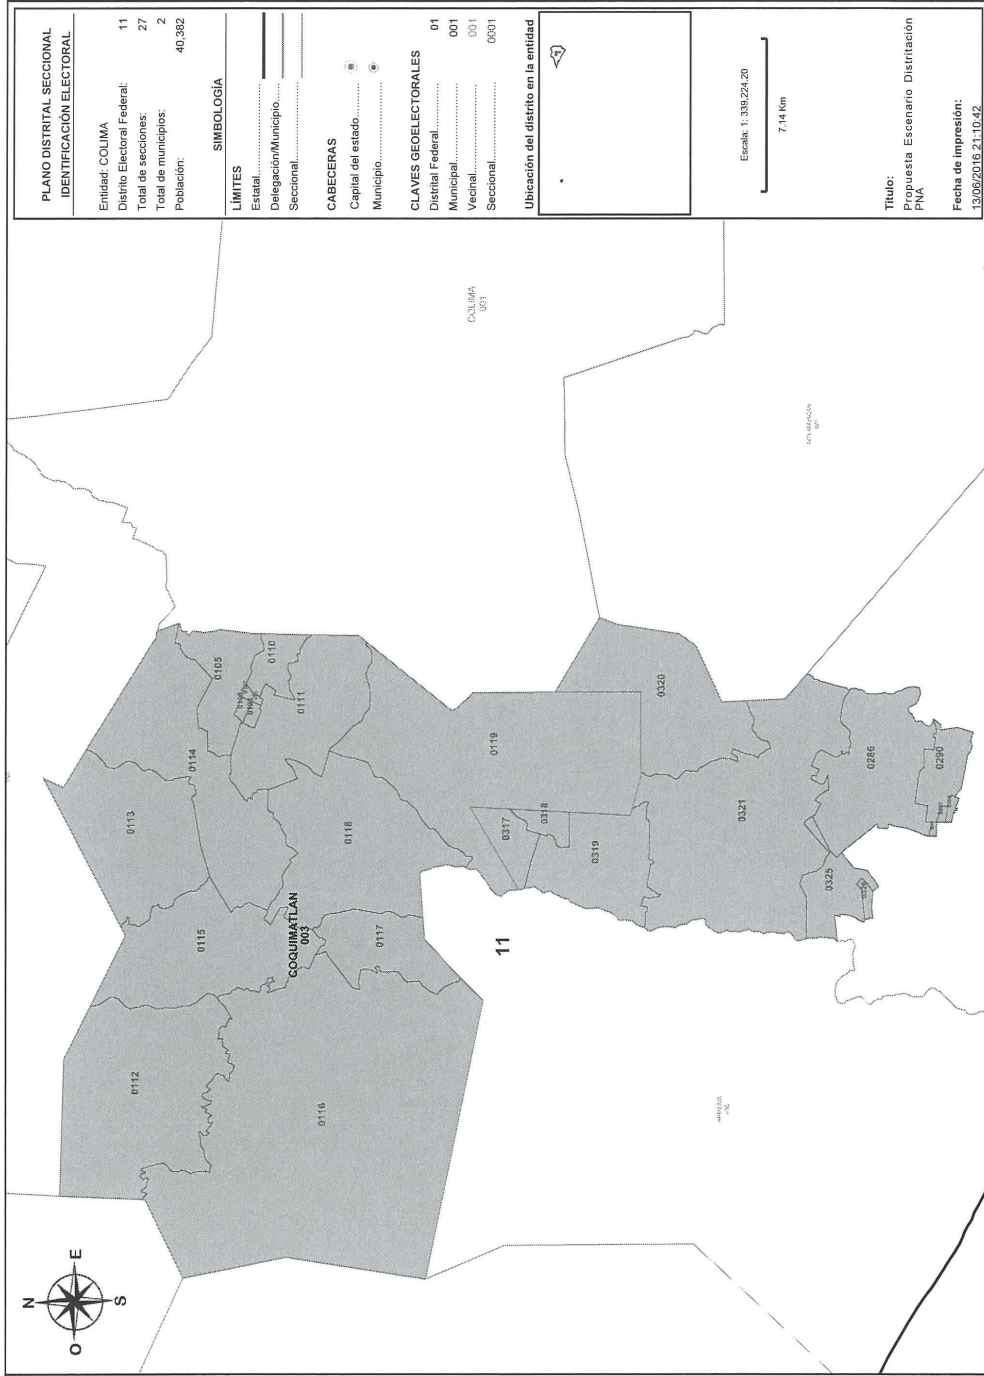 PLANO DISTRITAL SECCIONAL
IDENTIFICACIÓN ELECTORAL
Entidad: COLIMA
Distrito Electoral Federal: 11
Total de secciones: 27
Total de municipios: 2
Población: 40,382
SIMBOLOGÍA
LÍMITES
Estatal
Delegación/Municipio
Seccional
CABECERAS
Capital del estado
Municipio
CLAVES GEOELECTORALES
Distrital Federal 01
Municipal 001
Vecinal 001
Seccional 0001
Ubicación del distrito en la entidad
Escala: 1: 339,224.20
7.14 Km
Título:
Propuesta Escenario Distritación
PNA
Fecha de impresión:
13/06/2016 21:10:42
N
O
E
S
0112
0113
0105
0114
0110
0115
0111
COQUIMATLAN
003
0116
0118
0117
COLIMA
001
11
0119
0317
0318
0319
0320
0321
0325
0286
0290